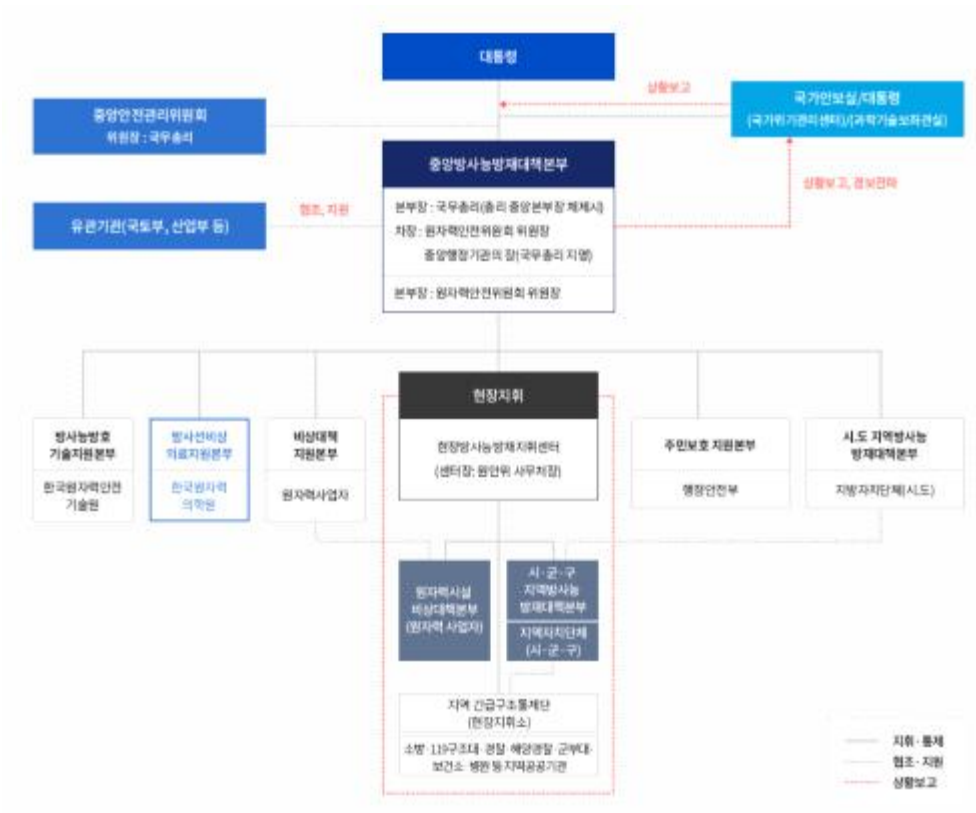 대통령
상황보고
국가안보실/대통령
(국가위기관리센터)/(과학기술보좌관실)
중앙안전관리위원회
위원장 : 국무총리
중앙방사능방재대책본부
상황보고, 경보전파
협조, 지원
유관기관(국토부, 산업부 등)
본부장 : 국무총리(총리 중앙본부장 체제시)
차장 : 원자력안전위원회 위원장
중앙행정기관의 장(국무총리 지명)
본부장 : 원자력안전위원회 위원장
현장지휘
현장방사능방재지휘센터
(센터장: 원안위 사무처장)
방사능방호
기술지원본부
한국원자력안전
기술원
방사선비상
의료지원본부
한국원자력
의학원
비상대책
지원본부
원자력사업자
주민보호 지원본부
행정안전부
시.도 지역방사능
방재대책본부
지방자치단체(시.도)
원자력시설
비상대책본부
(원자력 사업자)
시·군·구
지역방사능
방재대책본부
지역자치단체
(시·군·구)
지역 긴급구조통제단
(현장지휘소)
소방·119구조대·경찰·해양경찰·군부대·
보건소·병원 등 지역공공기관
지휘·통제
협조·지원
상황보고